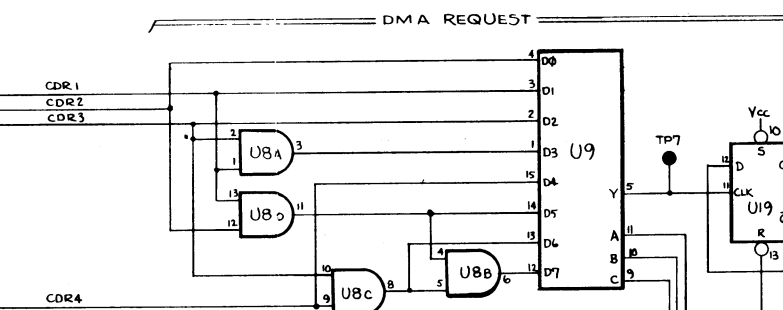 DMA REQUEST
4 DØ
CDR1
3 D1
CDR2
CDR3
2 D2
Vcc
10
S
2
U8A
3
1
1 D3
U9
TP7
12 D
15 D4
Y 5
11 CLK
U19
13
U8D
11
12
14 D5
R
13
A 11
13 D6
B 10
4
U8B
6
5
12 D7
C 9
10
U8C
8
9
CDR4